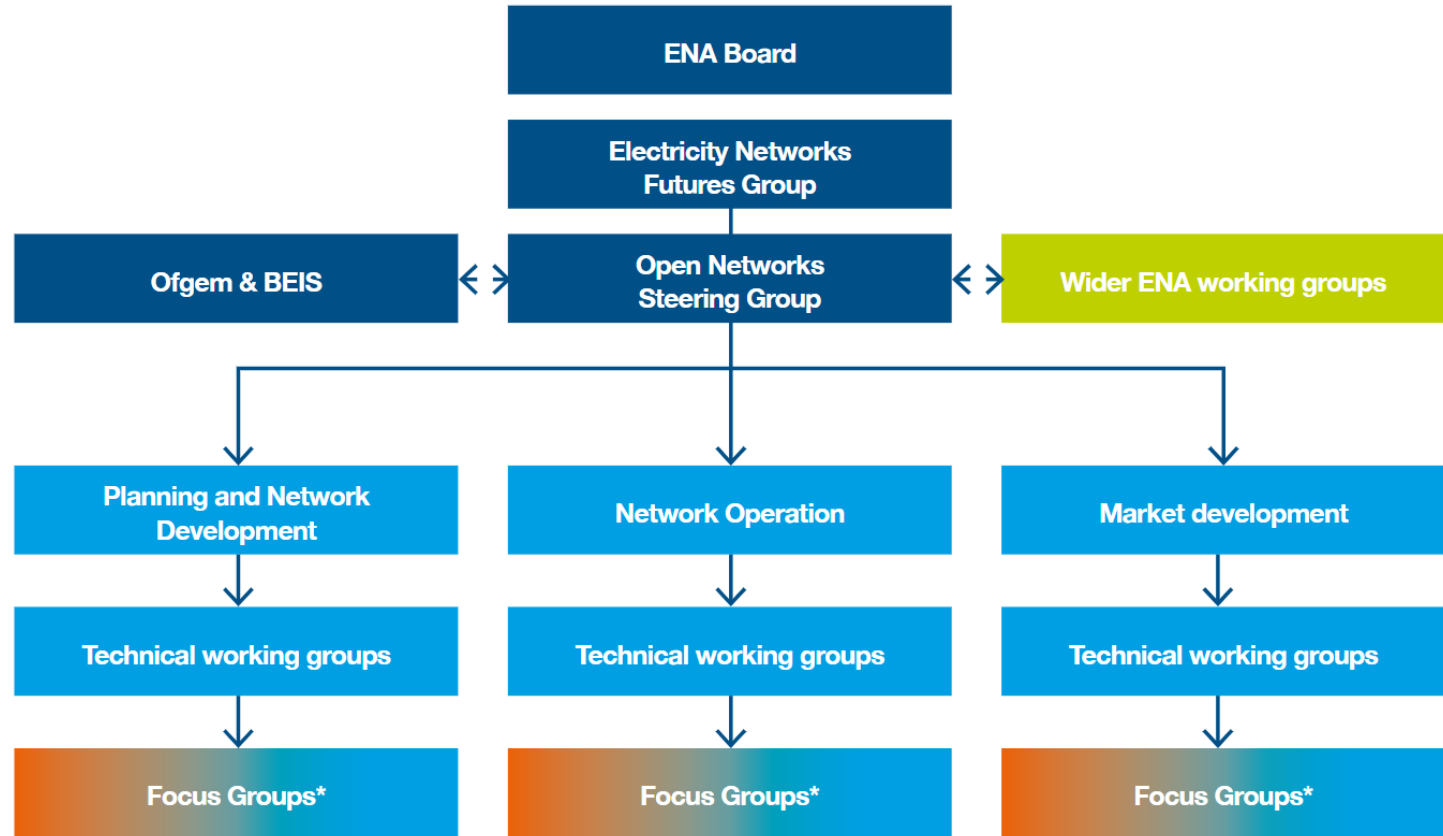 ENA Board
Electricity Networks
Futures Group
Ofgem & BEIS
Open Networks
Steering Group
Wider ENA working groups
Planning and Network
Development
Network Operation
Market development
Technical working groups
Technical working groups
Technical working groups
Focus Groups*
Focus Groups*
Focus Groups*